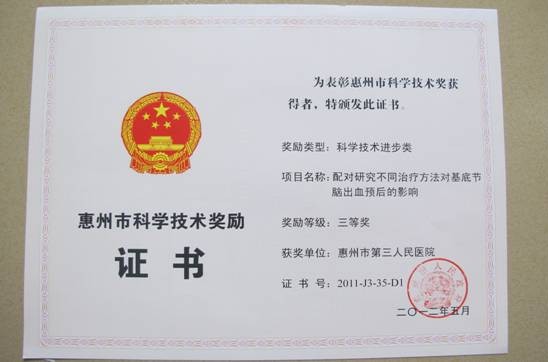 惠州市科学技术奖励
证书
为表彰惠州市科学技术奖获
得者，特颁发此证书。
奖励类型：科学技术进步类
项目名称：配对研究不同治疗方法对基底节
脑出血预后的影响
奖励等级：三等奖
获奖单位：惠州市第三人民医院
证 书 号：2011-J3-35-D1
二〇一二年五月